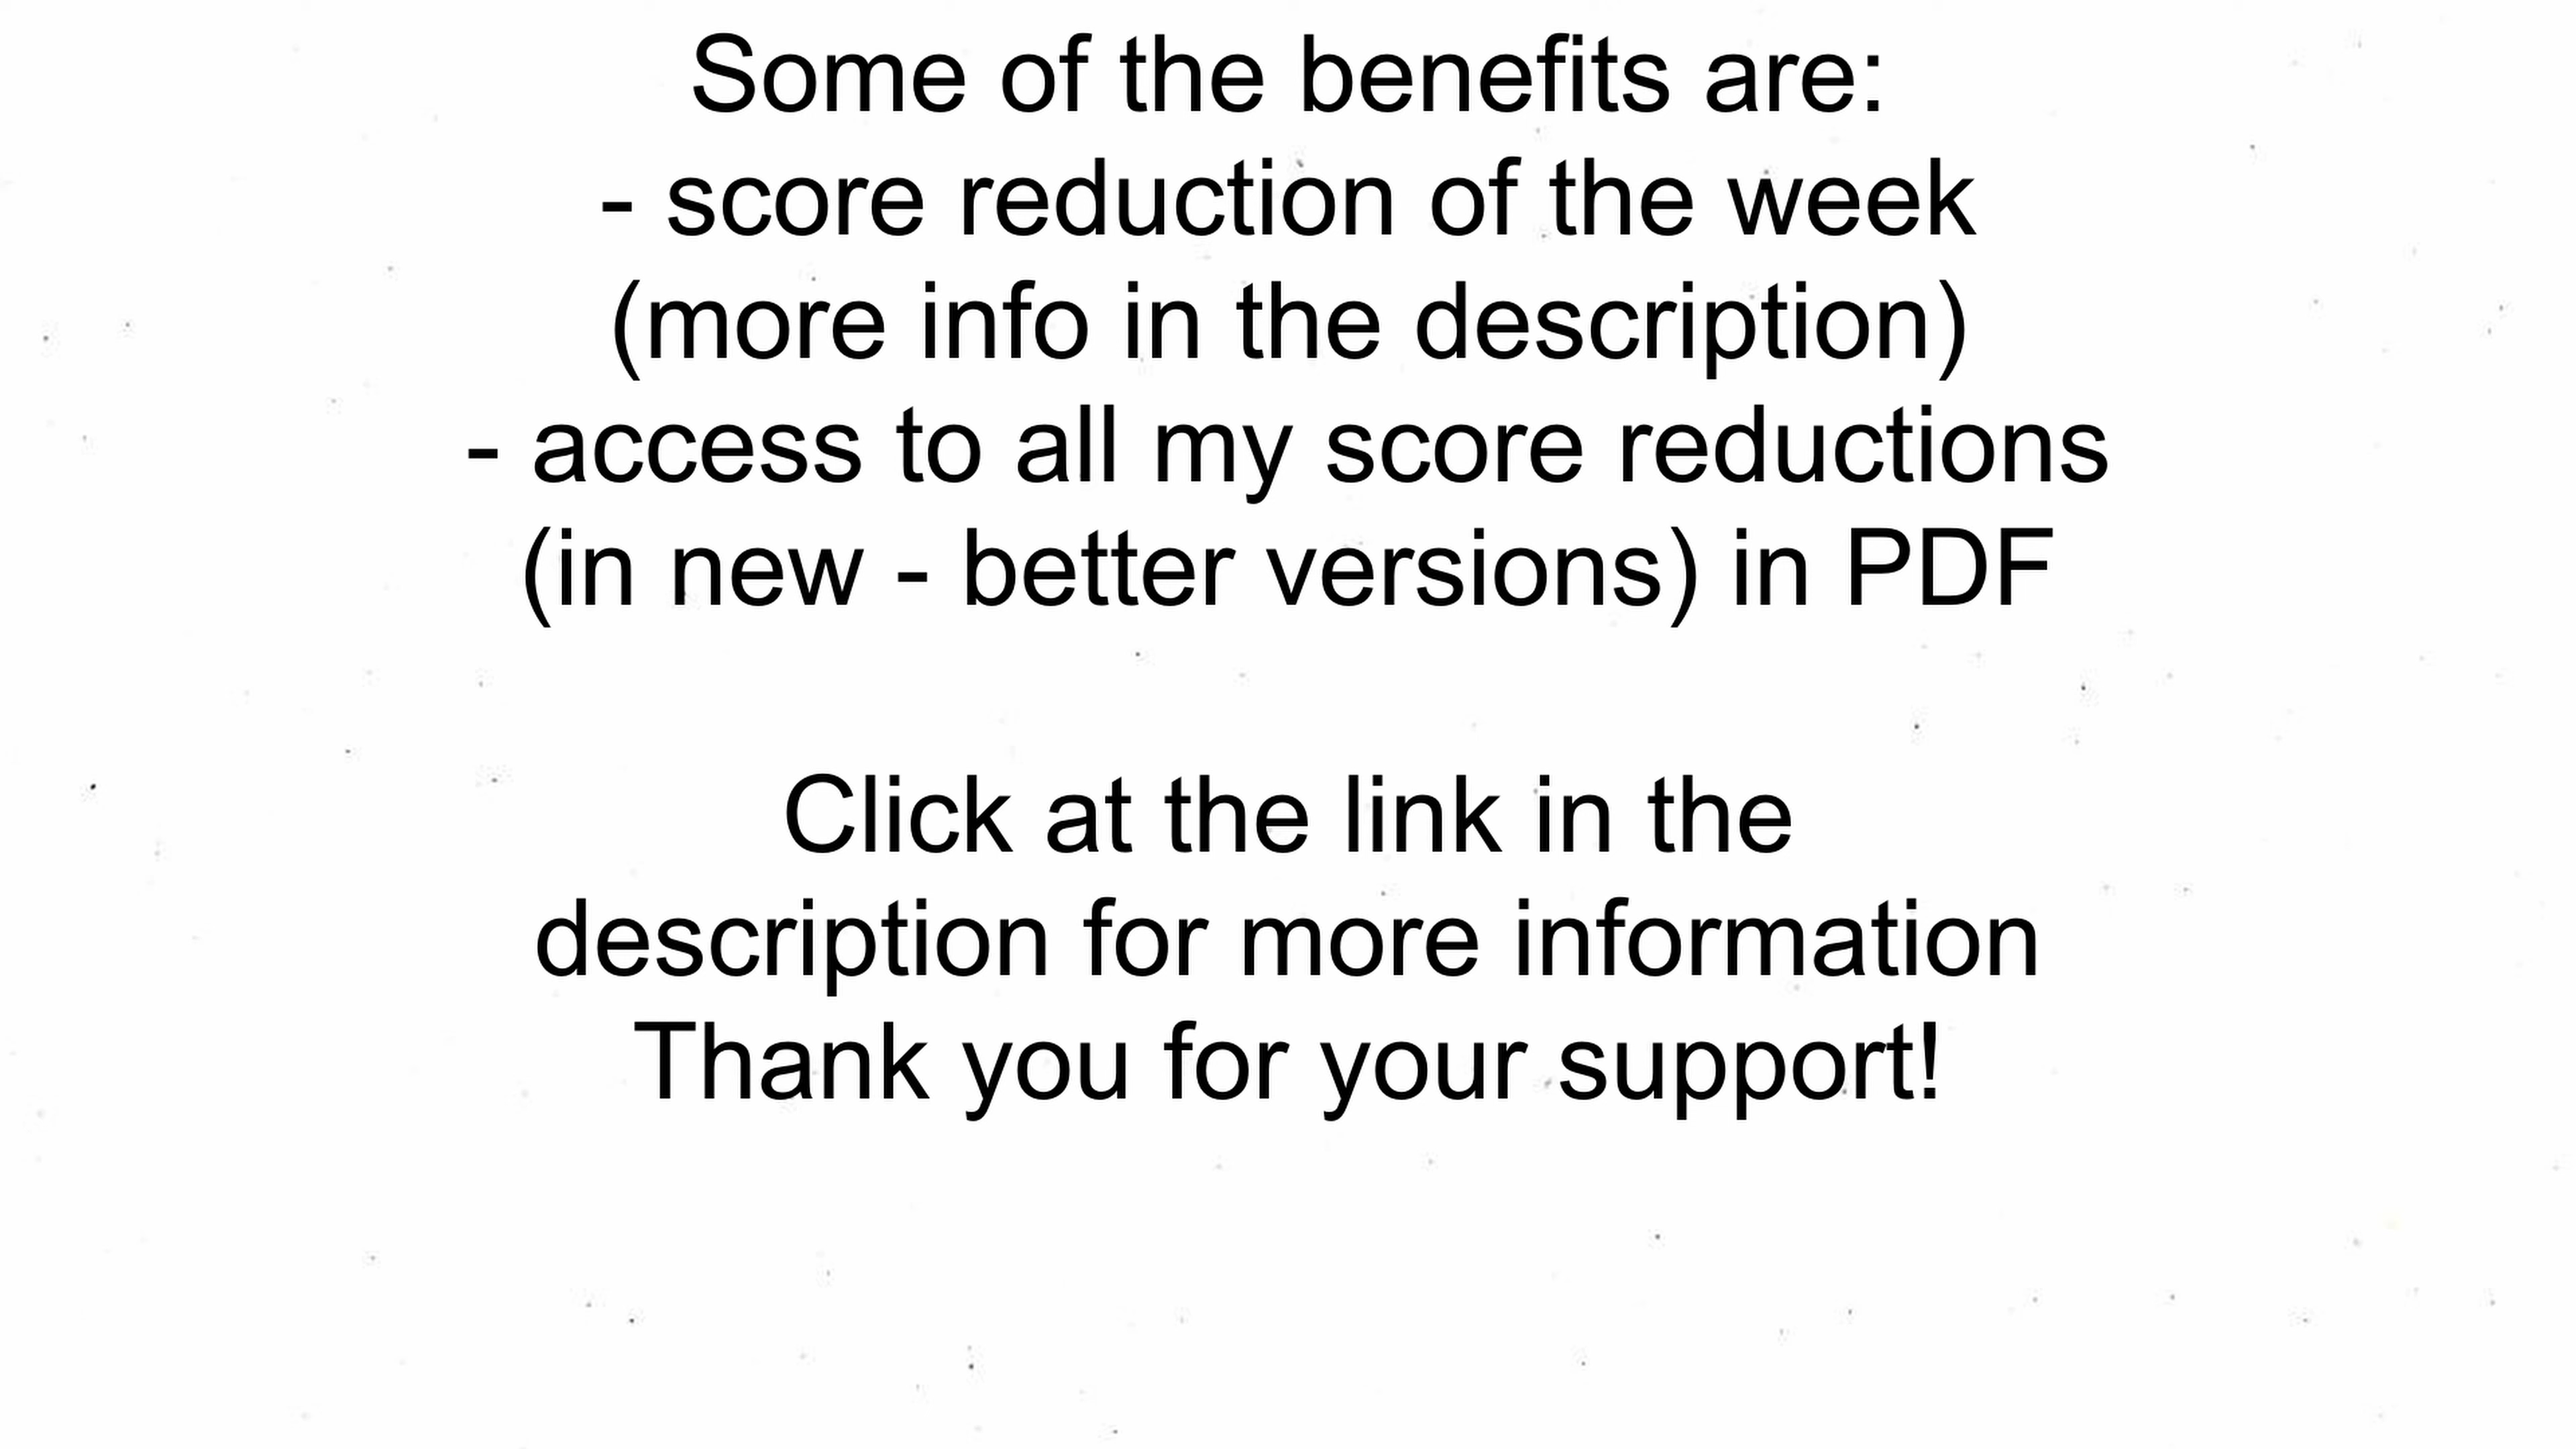 Some of the benefits are:
- score reduction of the week
(more info in the description)
- access to all my score reductions
(in new - better versions) in PDF
Click at the link in the
description for more information
Thank you for your support!